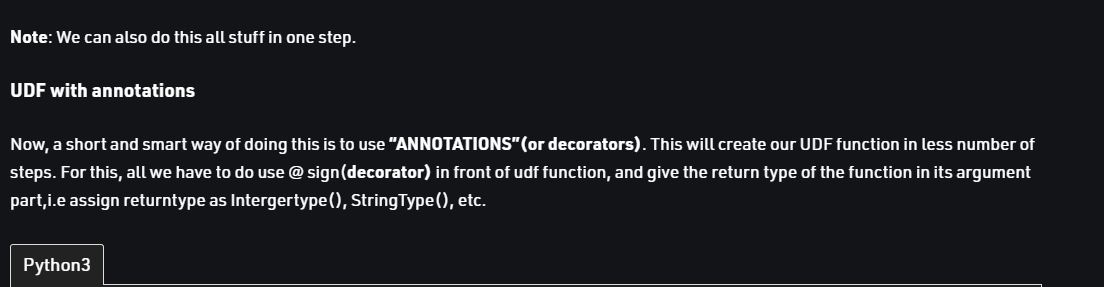 Note: We can also do this all stuff in one step.
UDF with annotations
Now, a short and smart way of doing this is to use ”ANNOTATIONS”(or decorators). This will create our UDF function in less number of
steps. For this, all we have to do use @ sign(decorator) in front of udf function, and give the return type of the function in its argument
part,i.e assign returntype as Intergertype(), StringType(), etc.
Python3